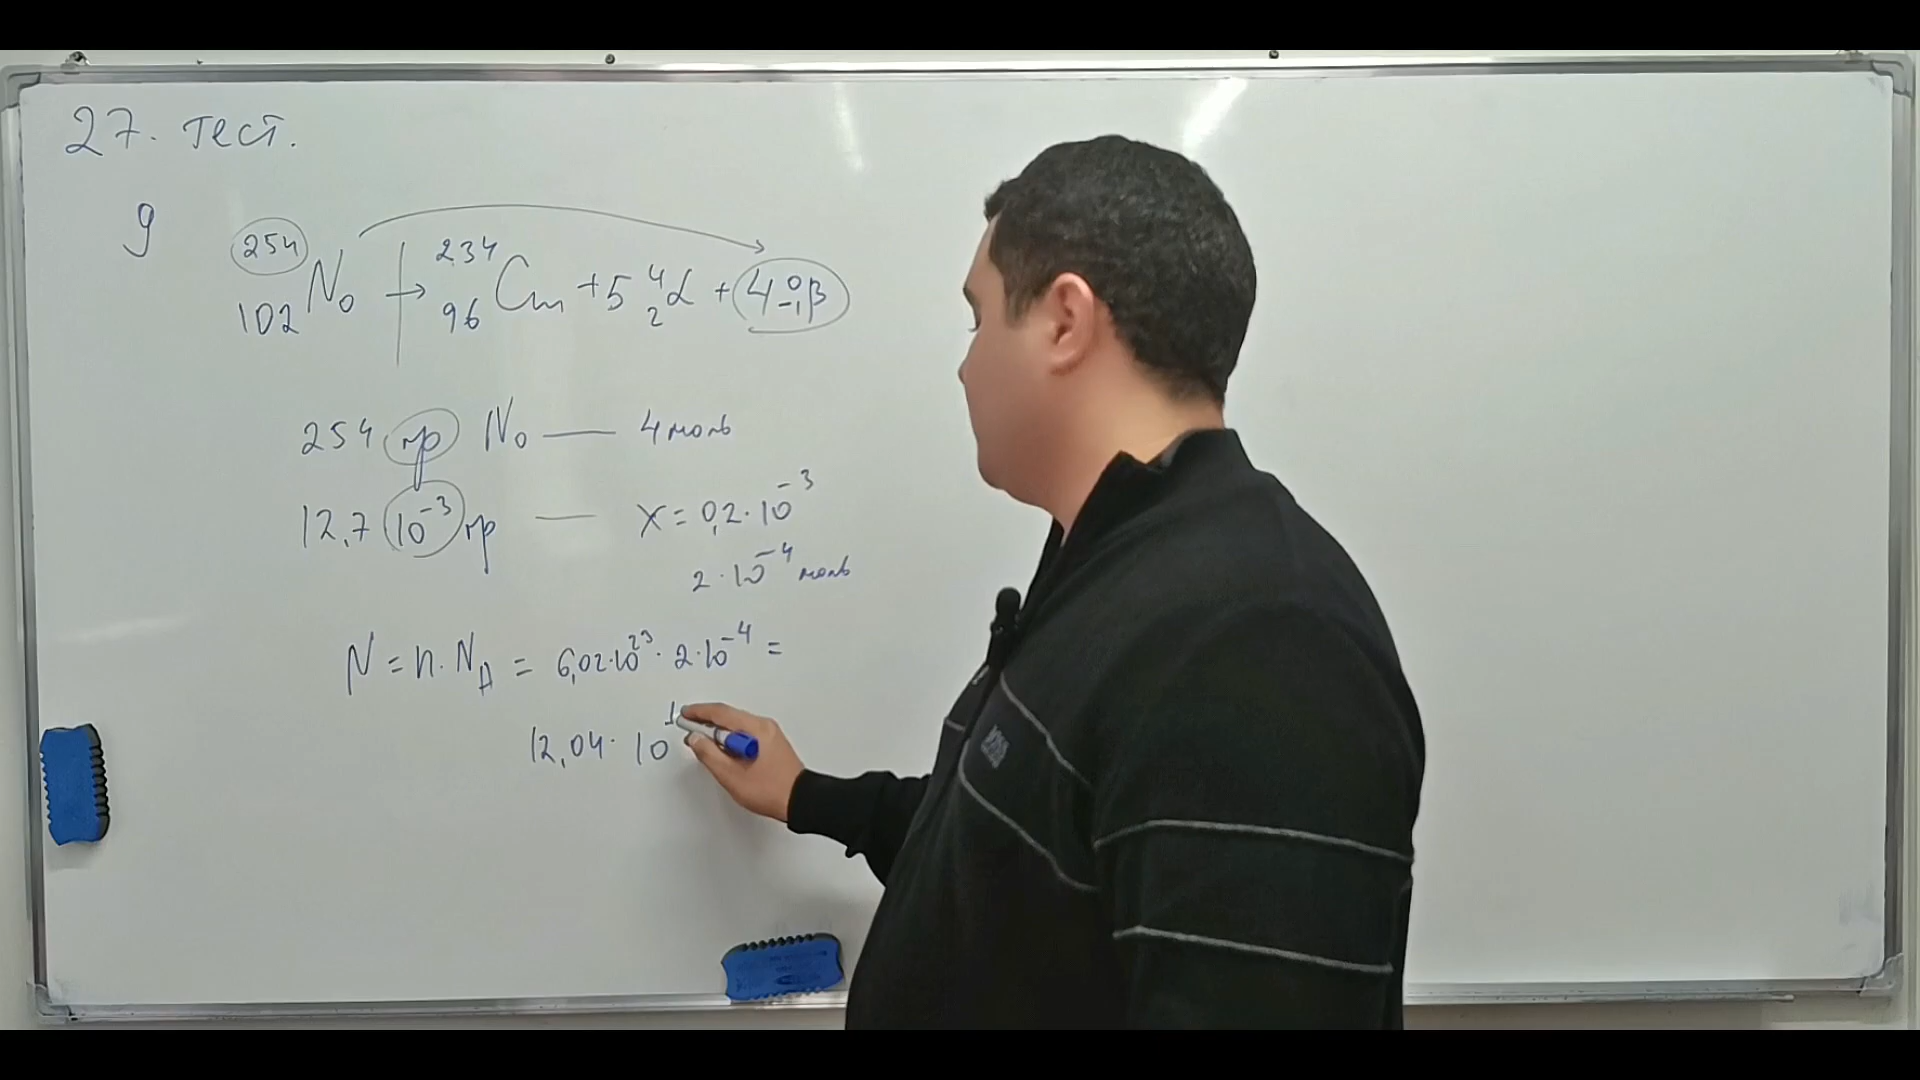 27. тест.
9
254 102 No → 234 96 Cm + 5 4 2 α + 4 0 -1 β
254 гр No — 4 моль
12,7 10⁻³ гр — x = 0,2·10⁻³
2·10⁻⁴ моль
N = n·N_A = 6,02·10²³·2·10⁻⁴ =
12,04·10¹